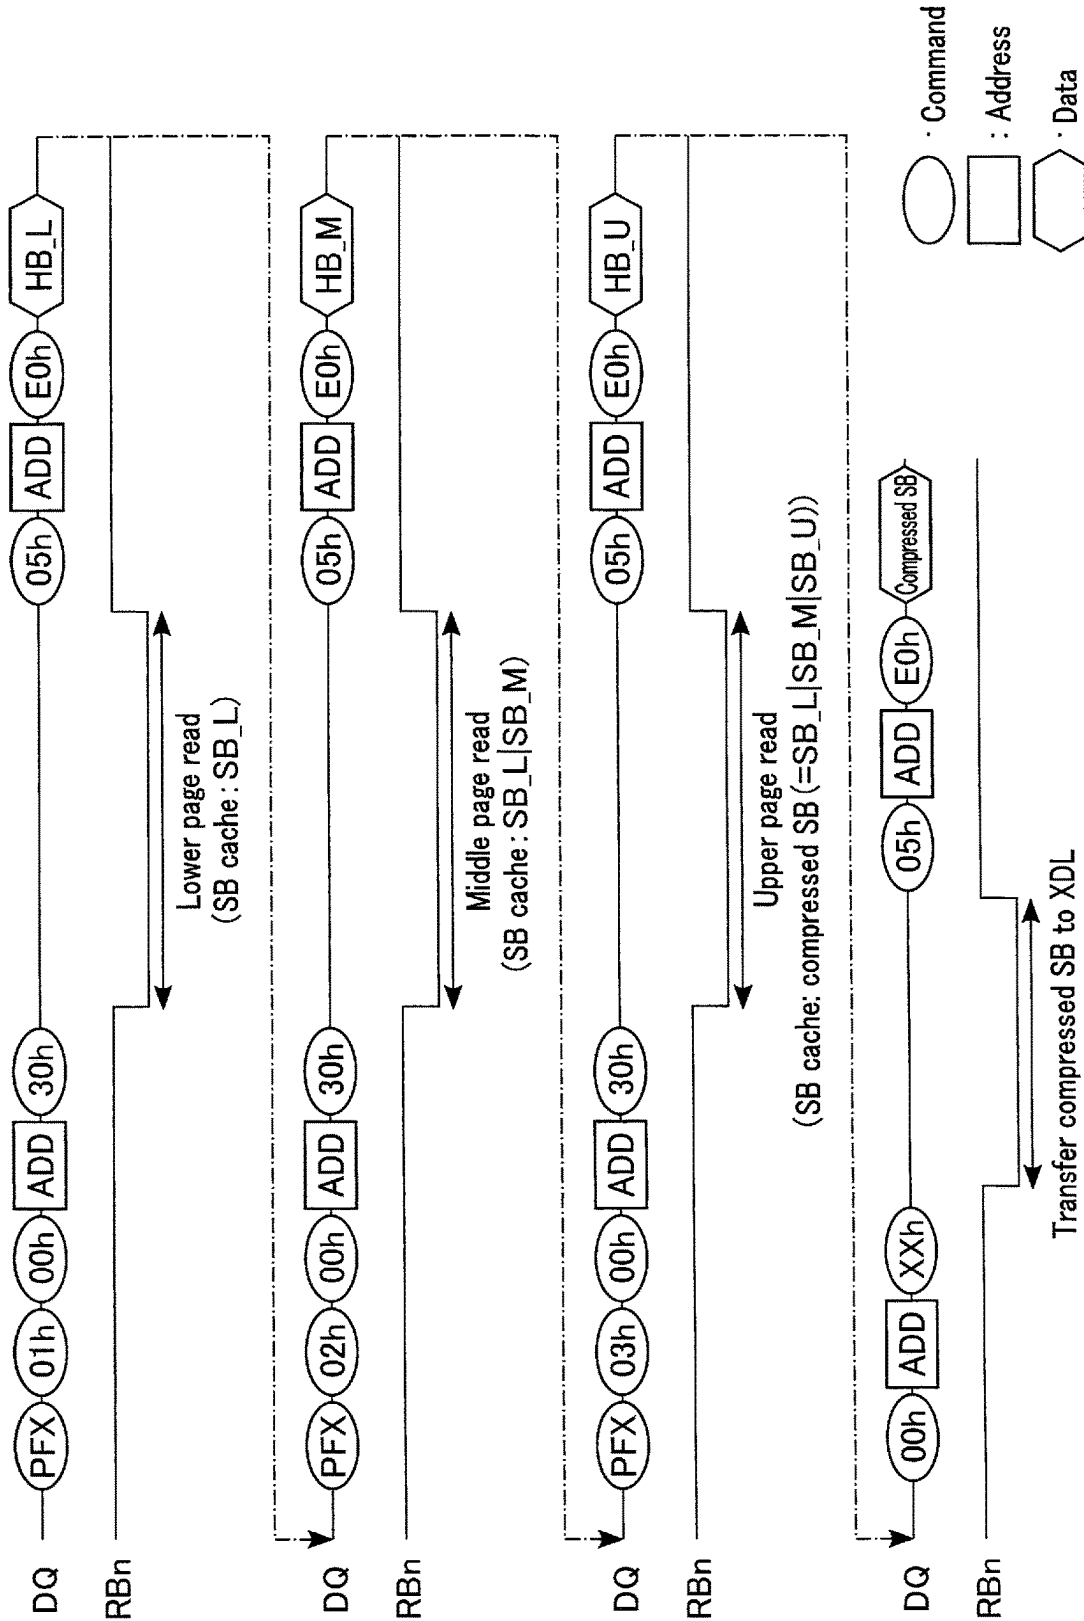 DQ PFX 01h 00h ADD 30h 05h ADD E0h HB_L
RBn
Lower page read
(SB cache: SB_L)
DQ PFX 02h 00h ADD 30h 05h ADD E0h HB_M
RBn
Middle page read
(SB cache: SB_L|SB_M)
DQ PFX 03h 00h ADD 30h 05h ADD E0h HB_U
RBn
Upper page read
(SB cache: compressed SB (=SB_L|SB_M|SB_U))
DQ 00h ADD XXh 05h ADD E0h Compressed SB
RBn
Transfer compressed SB to XDL
: Command
: Address
: Data